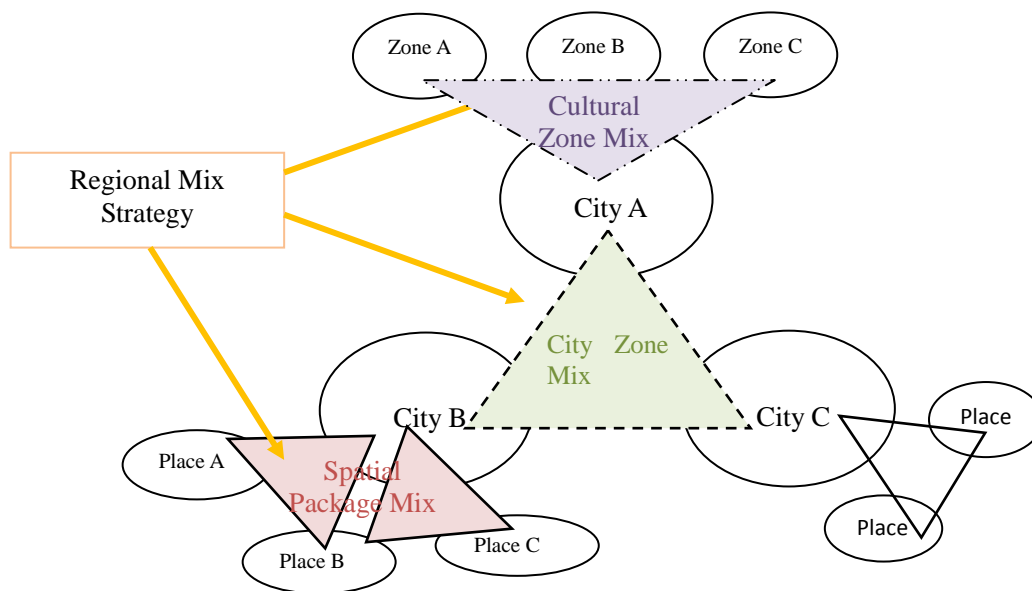 Zone A
Zone B
Zone C
Cultural
Zone Mix
Regional Mix
Strategy
City A
City Zone
Mix
City B
City C
Place A
Spatial
Package Mix
Place B
Place C
Place
Place